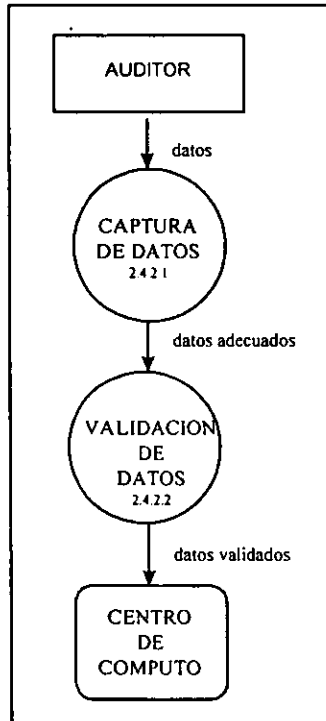 AUDITOR
datos
CAPTURA
DE DATOS
2.4.2.1
datos adecuados
VALIDACION
DE
DATOS
2.4.2.2
datos validados
CENTRO
DE
COMPUTO